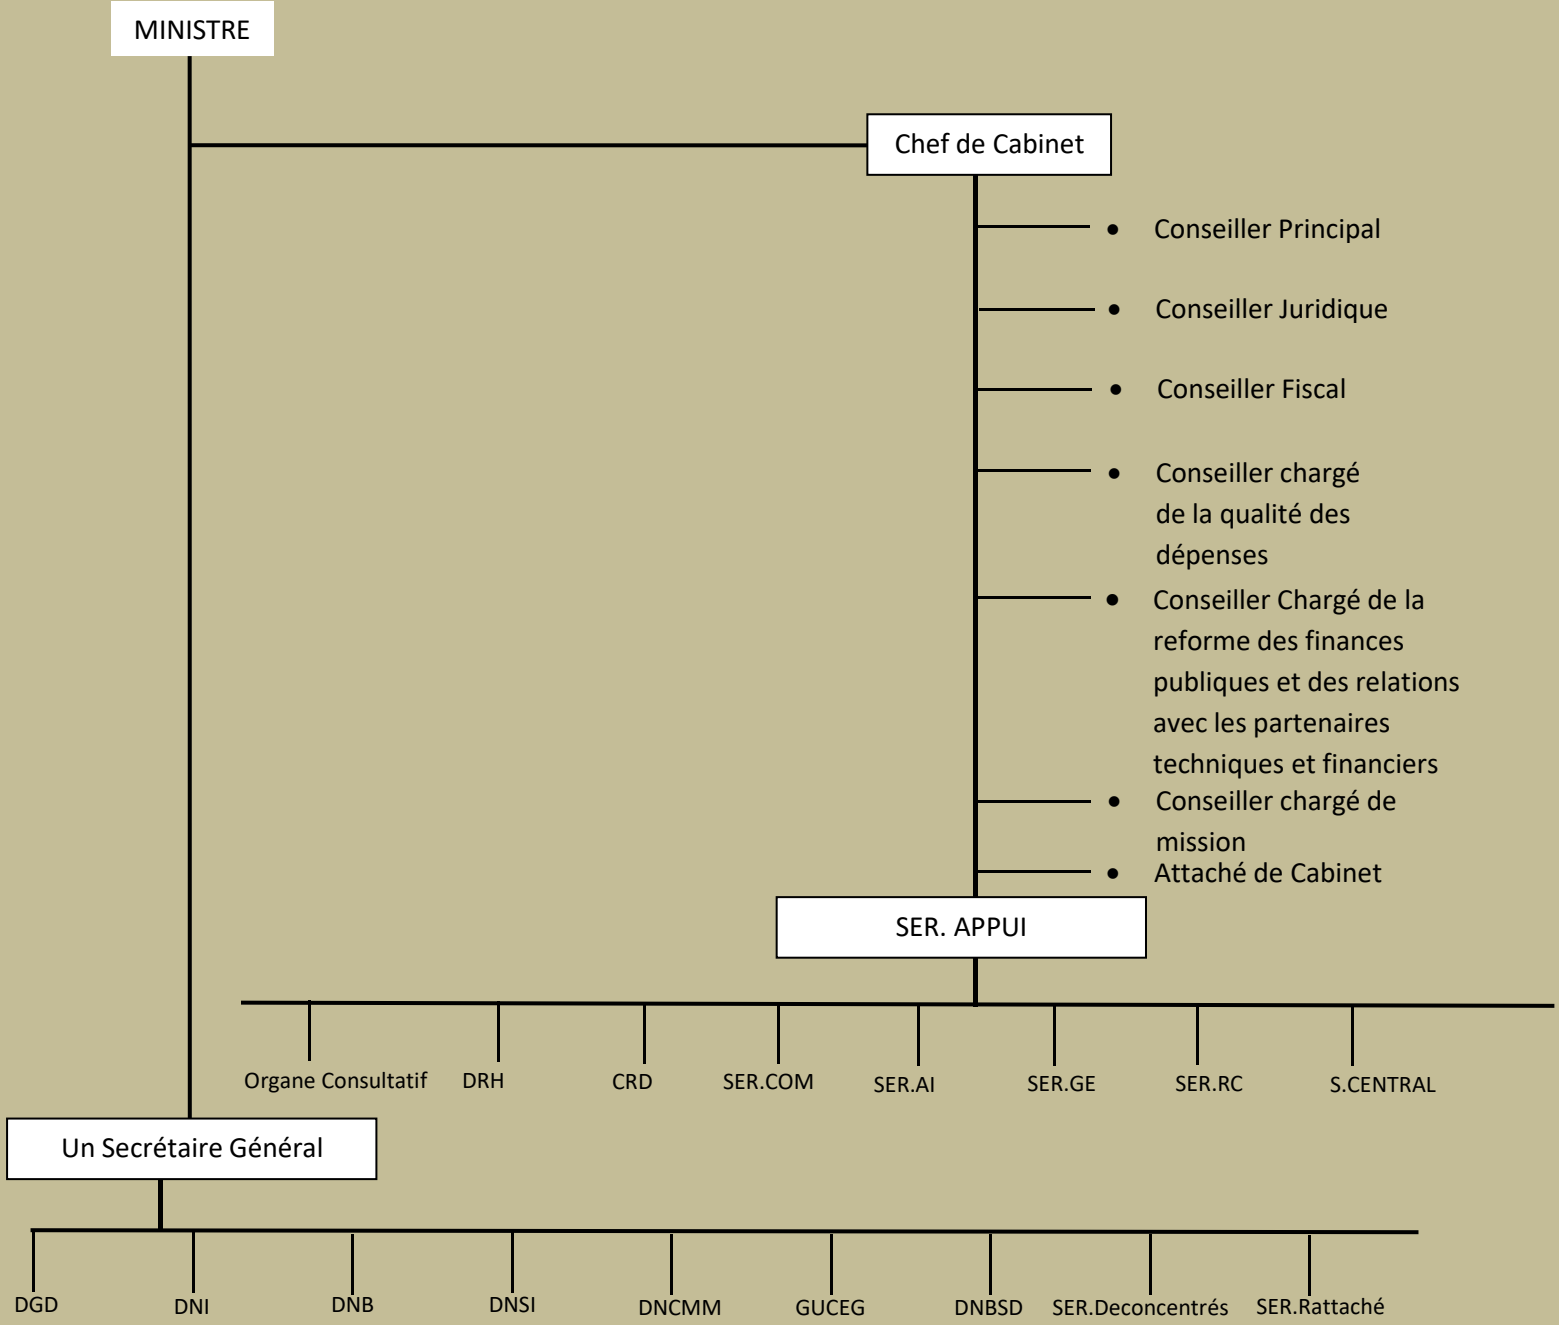 MINISTRE
Chef de Cabinet
• Conseiller Principal
• Conseiller Juridique
• Conseiller Fiscal
• Conseiller chargé
de la qualité des
dépenses
• Conseiller Chargé de la
reforme des finances
publiques et des relations
avec les partenaires
techniques et financiers
• Conseiller chargé de
mission
• Attaché de Cabinet
SER. APPUI
Organe Consultatif
DRH
CRD
SER.COM
SER.AI
SER.GE
SER.RC
S.CENTRAL
Un Secrétaire Général
DGD
DNI
DNB
DNSI
DNCMM
GUCEG
DNBSD
SER.Deconcentrés
SER.Rattaché